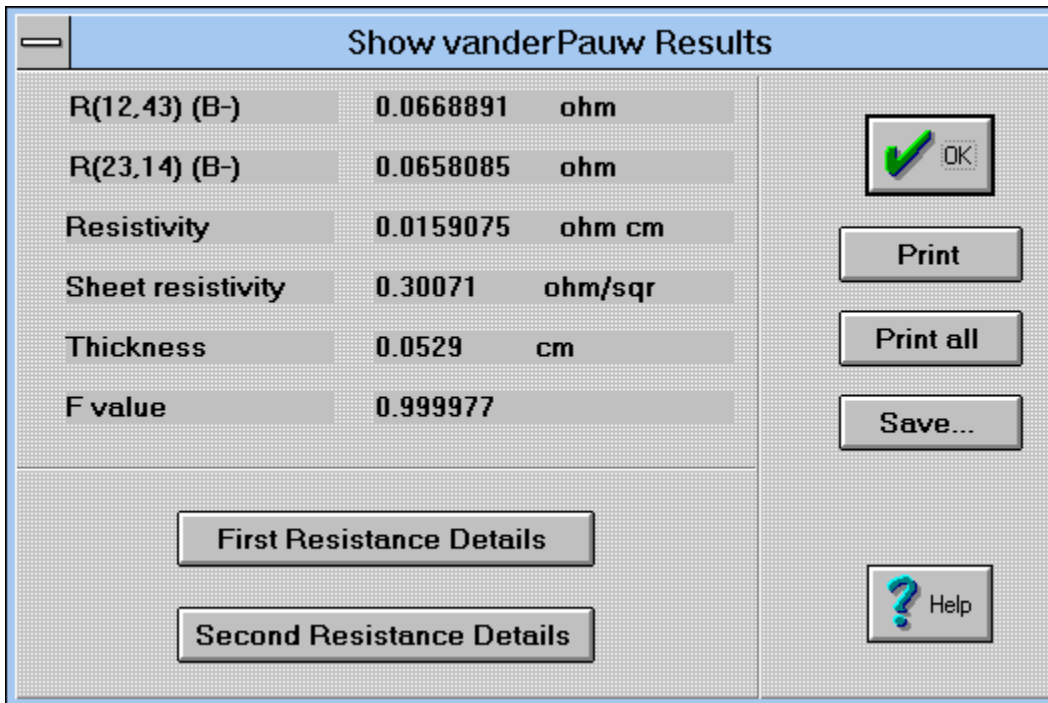 Show vanderPauw Results
R(12,43) (B-) 0.0668891 ohm
R(23,14) (B-) 0.0658085 ohm
Resistivity 0.0159075 ohm cm
Sheet resistivity 0.30071 ohm/sqr
Thickness 0.0529 cm
F value 0.999977
First Resistance Details
Second Resistance Details
OK
Print
Print all
Save...
Help